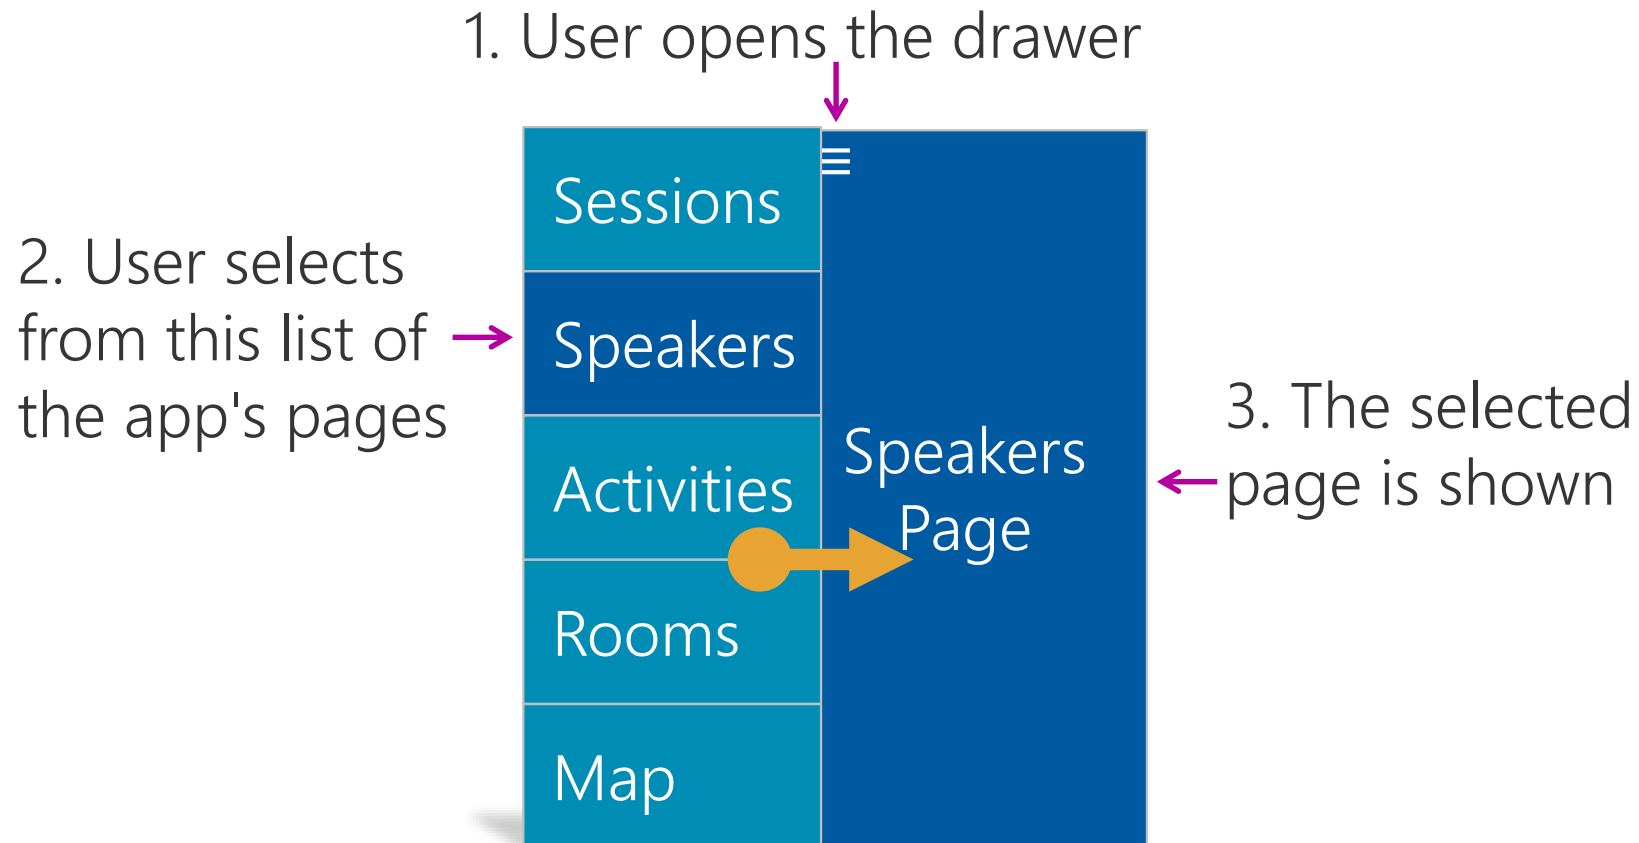 1. User opens the drawer
Sessions
2. User selects
from this list of
the app's pages
Speakers
Activities
Rooms
Map
Speakers
Page
3. The selected
page is shown